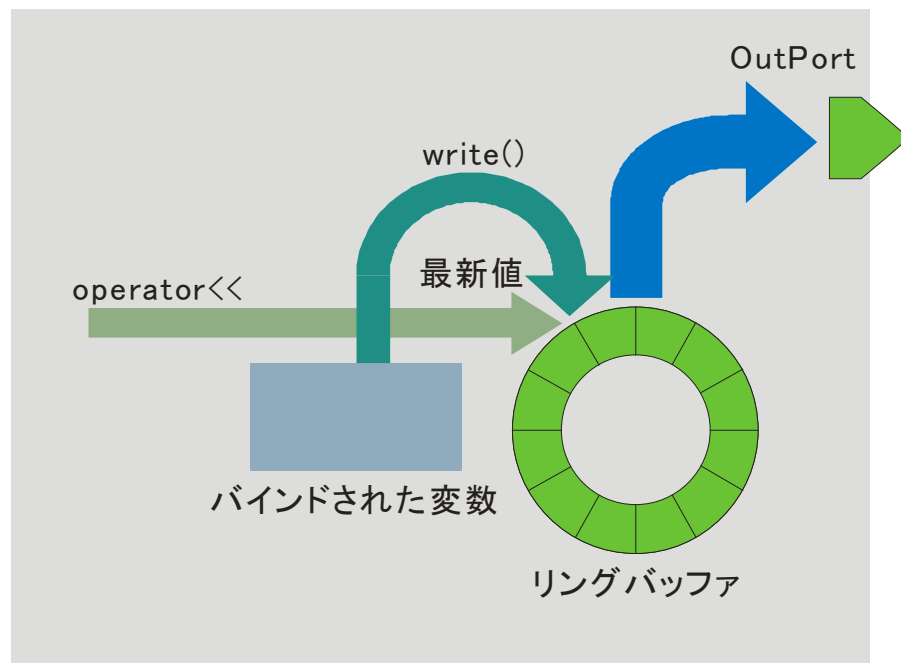 OutPort
write()
最新値
operator<<
バインドされた変数
リングバッファ